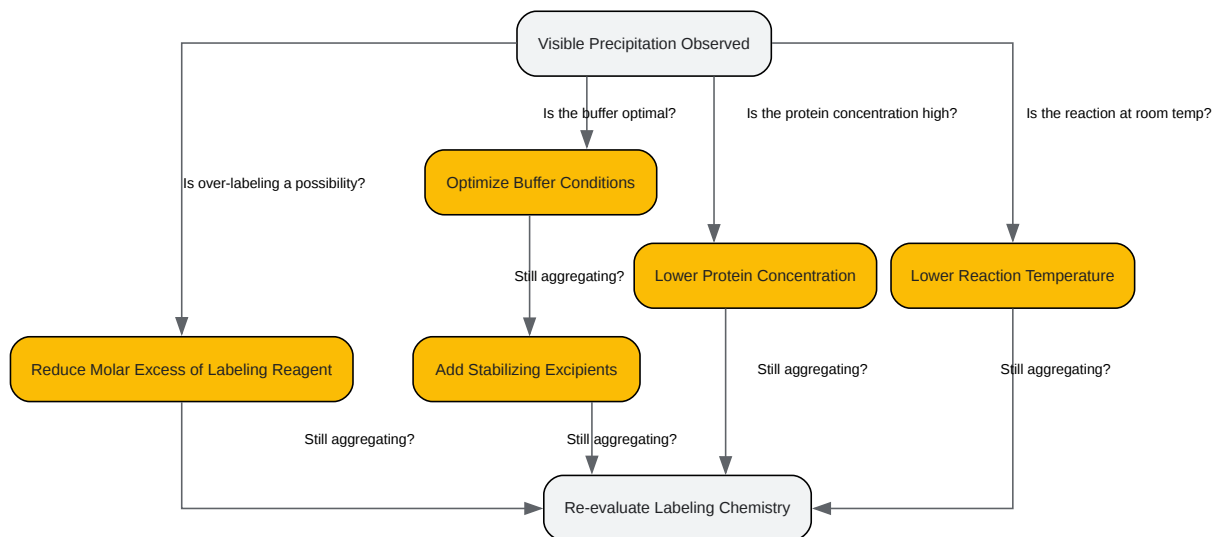 Visible Precipitation Observed
Is the buffer optimal?
Is the protein concentration high?
Is the reaction at room temp?
Is over-labeling a possibility?
Optimize Buffer Conditions
Still aggregating?
Lower Protein Concentration
Lower Reaction Temperature
Reduce Molar Excess of Labeling Reagent
Add Stabilizing Excipients
Still aggregating?
Still aggregating?
Still aggregating?
Still aggregating?
Re-evaluate Labeling Chemistry